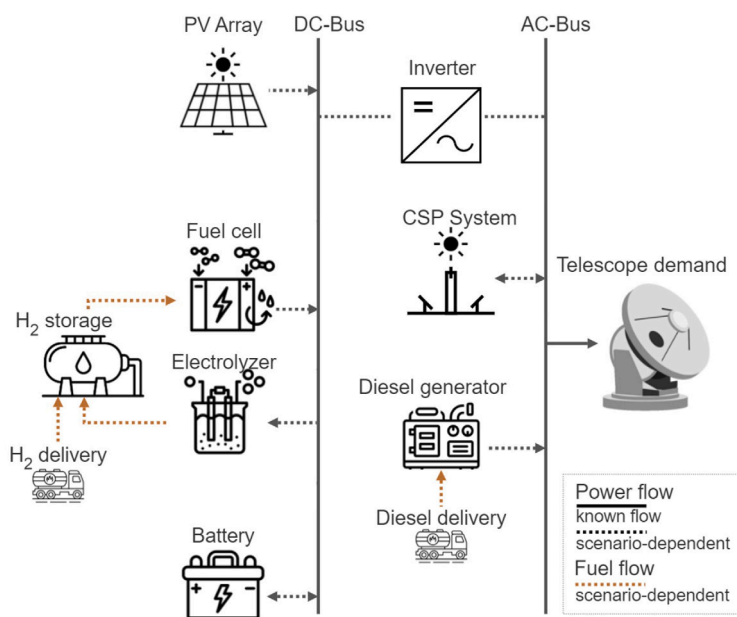 PV Array
DC-Bus
AC-Bus
Inverter
Fuel cell
CSP System
Telescope demand
H₂ storage
Electrolyzer
Diesel generator
H₂ delivery
Diesel delivery
Battery
Power flow
known flow
scenario-dependent
Fuel flow
scenario-dependent